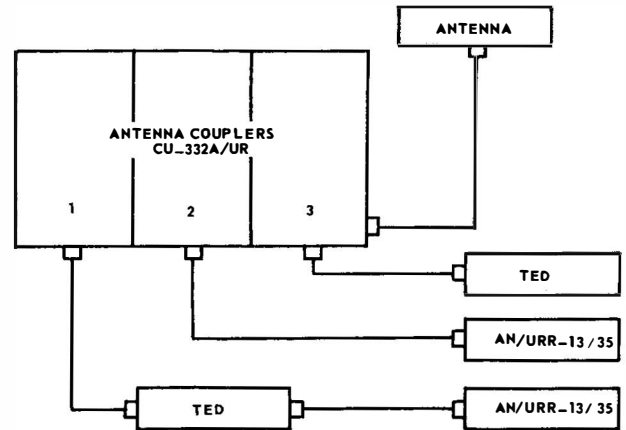 ANTENNA
ANTENNA COUPLERS
CU-332A/UR
1 2 3
TED
AN/URR-13/35
TED
AN/URR-13/35